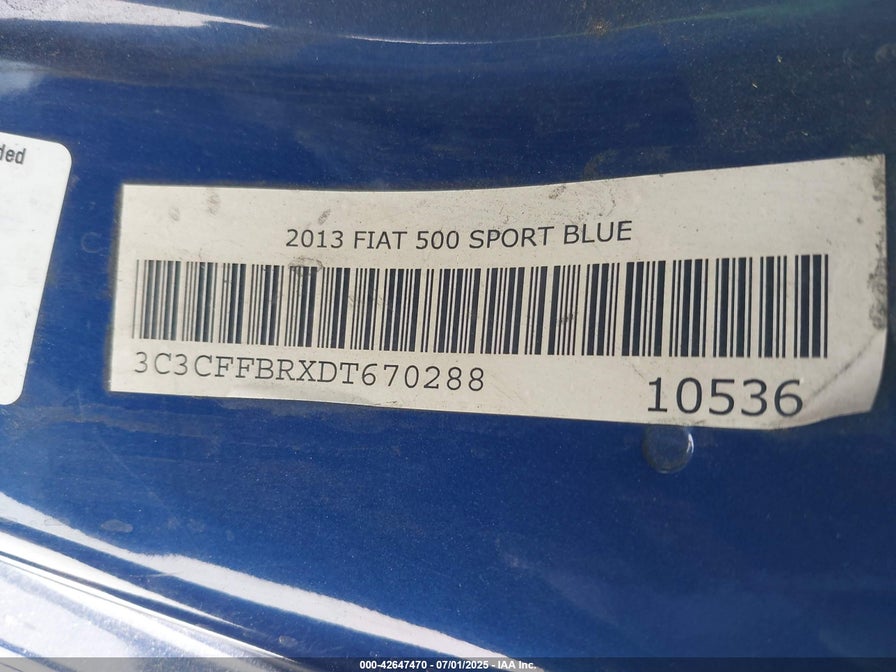 ded
2013 FIAT 500 SPORT BLUE
3C3CFFBRXDT670288
10536
000-42647470 - 07/01/2025 - IAA Inc.